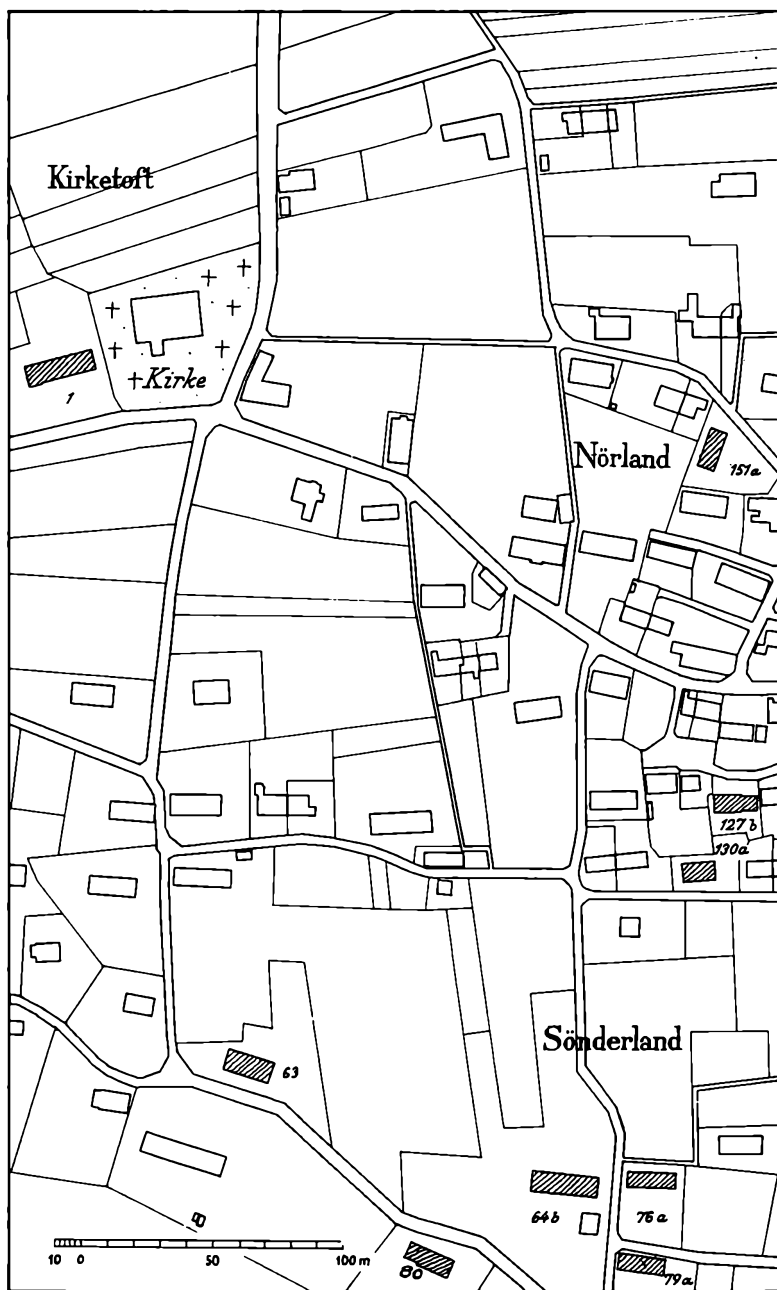 Kirketoft
Kirke
1
Nörland
151a
127b
130a
Sönderland
63
64b
76a
80
79a
10 0 50 100 m